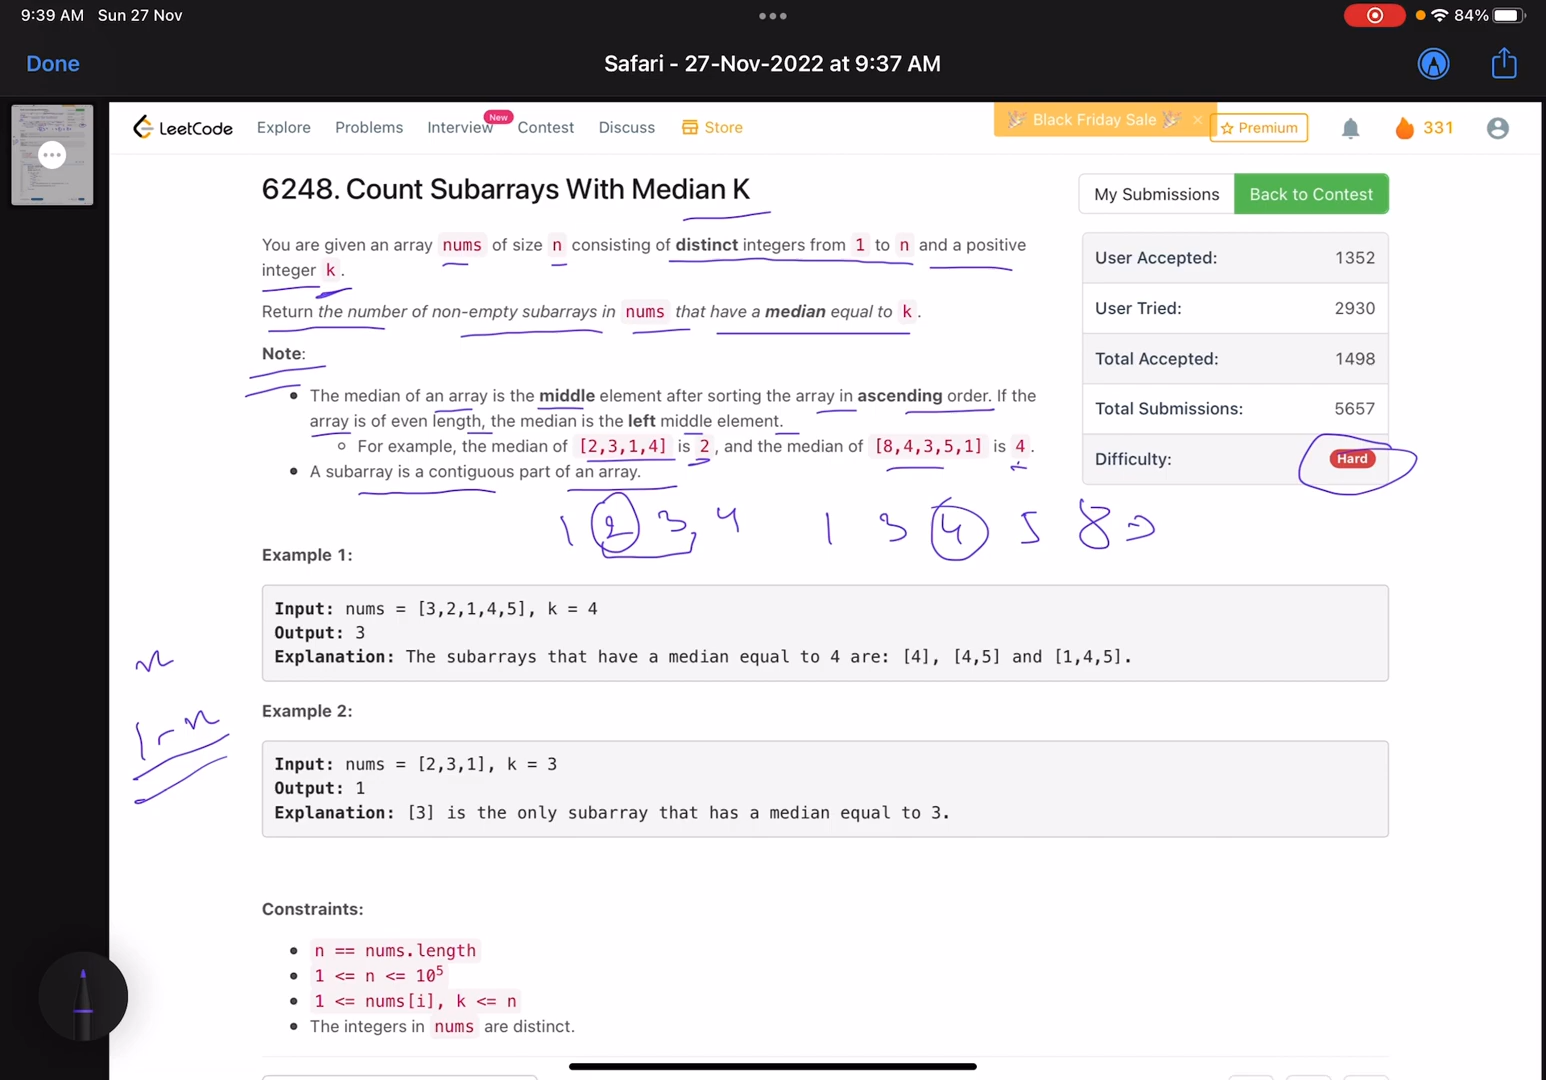 9:39 AM Sun 27 Nov
84%
Done
Safari - 27-Nov-2022 at 9:37 AM
LeetCode
Explore
Problems
Interview
New
Contest
Discuss
Store
Black Friday Sale
Premium
331
6248. Count Subarrays With Median K
My Submissions
Back to Contest
You are given an array nums of size n consisting of distinct integers from 1 to n and a positive
integer k.
Return the number of non-empty subarrays in nums that have a median equal to k.
Note:
The median of an array is the middle element after sorting the array in ascending order. If the
array is of even length, the median is the left middle element.
For example, the median of [2,3,1,4] is 2, and the median of [8,4,3,5,1] is 4.
A subarray is a contiguous part of an array.
User Accepted: 1352
User Tried: 2930
Total Accepted: 1498
Total Submissions: 5657
Difficulty: Hard
1 2 3, 4
1 3 4 5 8
Example 1:
Input: nums = [3,2,1,4,5], k = 4
Output: 3
Explanation: The subarrays that have a median equal to 4 are: [4], [4,5] and [1,4,5].
n
1-n
Example 2:
Input: nums = [2,3,1], k = 3
Output: 1
Explanation: [3] is the only subarray that has a median equal to 3.
Constraints:
n == nums.length
1 <= n <= 10⁵
1 <= nums[i], k <= n
The integers in nums are distinct.